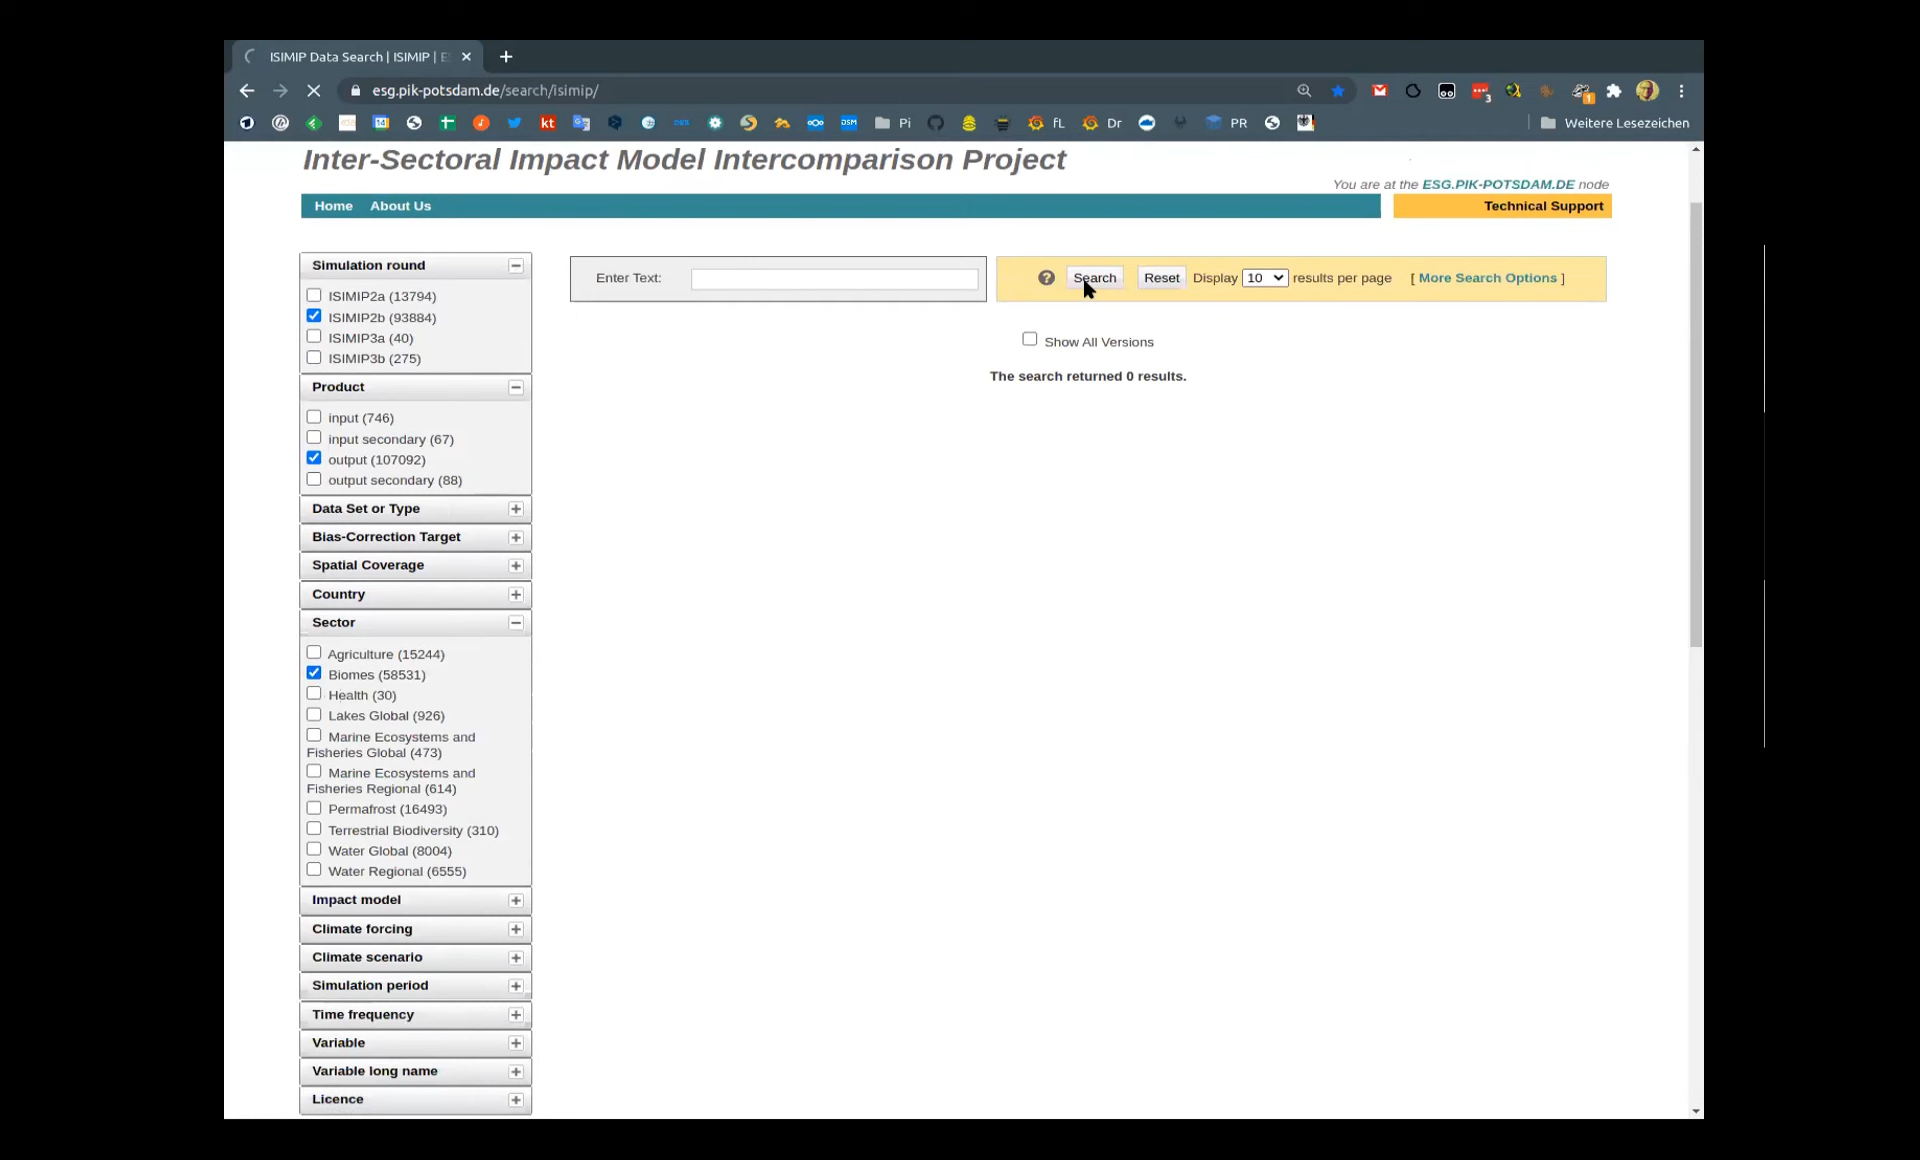 ISIMIP Data Search | ISIMIP | E
esg.pik-potsdam.de/search/isimip/
Pi
fL
Dr
PR
Weitere Lesezeichen
Inter-Sectoral Impact Model Intercomparison Project
You are at the ESG.PIK-POTSDAM.DE node
Home About Us
Technical Support
Simulation round
ISIMIP2a (13794)
ISIMIP2b (93884)
ISIMIP3a (40)
ISIMIP3b (275)
Product
input (746)
input secondary (67)
output (107092)
output secondary (88)
Data Set or Type
Bias-Correction Target
Spatial Coverage
Country
Sector
Agriculture (15244)
Biomes (58531)
Health (30)
Lakes Global (926)
Marine Ecosystems and
Fisheries Global (473)
Marine Ecosystems and
Fisheries Regional (614)
Permafrost (16493)
Terrestrial Biodiversity (310)
Water Global (8004)
Water Regional (6555)
Impact model
Climate forcing
Climate scenario
Simulation period
Time frequency
Variable
Variable long name
Licence
Enter Text:
? Search Reset Display 10 results per page [ More Search Options ]
Show All Versions
The search returned 0 results.